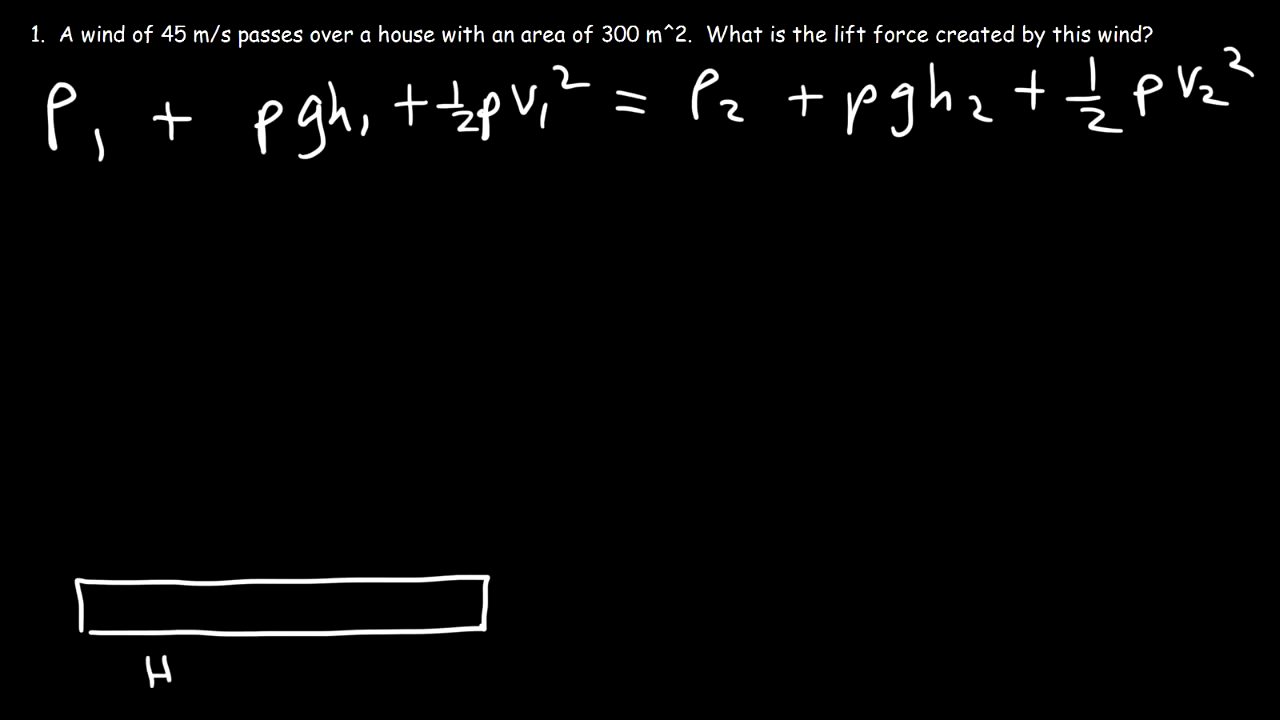 1. A wind of 45 m/s passes over a house with an area of 300 m^2. What is the lift force created by this wind?
P₁ + ρgh₁ + ½ρv₁² = P₂ + ρgh₂ + ½ρv₂²
H